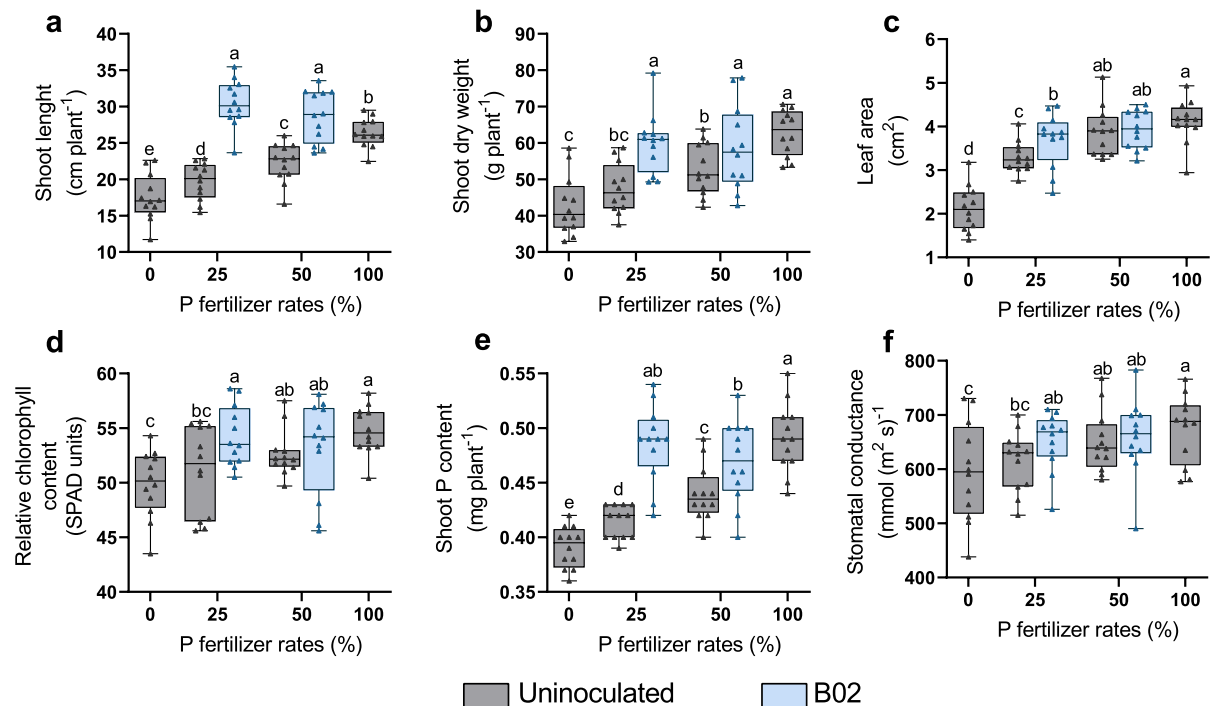 a
Shoot lenght
(cm plant-1)
40
35
30
25
20
15
10
e
d
a
c
a
b
0
25
50
100
P fertilizer rates (%)
b
Shoot dry weight
(g plant-1)
90
80
70
60
50
40
30
c
bc
a
b
a
a
0
25
50
100
P fertilizer rates (%)
c
Leaf area
(cm2)
6
5
4
3
2
1
d
c
b
ab
ab
a
0
25
50
100
P fertilizer rates (%)
d
Relative chlorophyll
content
(SPAD units)
60
55
50
45
40
c
bc
a
ab
ab
a
0
25
50
100
P fertilizer rates (%)
e
Shoot P content
(mg plant-1)
0.55
0.50
0.45
0.40
0.35
e
d
ab
c
b
a
0
25
50
100
P fertilizer rates (%)
f
Stomatal conductance
(mmol (m2 s)-1
800
700
600
500
400
c
bc
ab
ab
ab
a
0
25
50
100
P fertilizer rates (%)
Uninoculated
B02